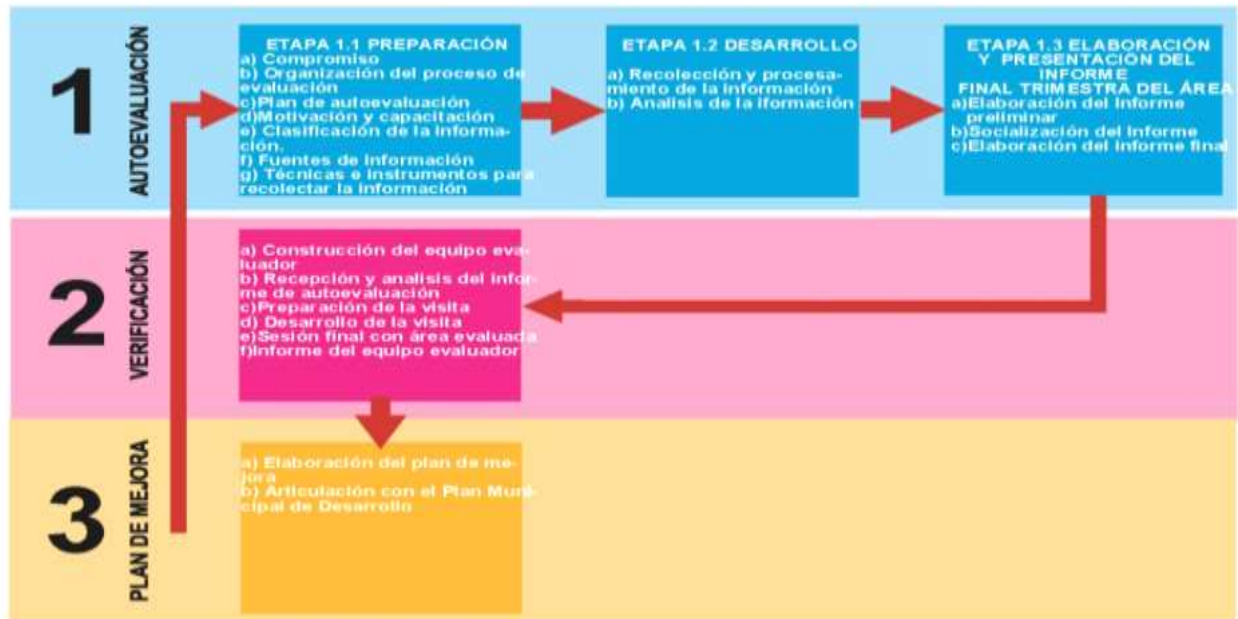 1
AUTOEVALUACIÓN
ETAPA 1.1 PREPARACIÓN
a) Compromiso
b) Organización del proceso de
evaluación
c)Plan de autoevaluación
d)Motivación y capacitación
e) Clasificación de la Informa-
ción.
f) Fuentes de Información
g) Técnicas e instrumentos para
recolectar la información
ETAPA 1.2 DESARROLLO
a) Recolección y procesa-
miento de la información
b) Analisis de la iformación
ETAPA 1.3 ELABORACIÓN
Y PRESENTACIÓN DEL
INFORME
FINAL TRIMESTRA DEL ÁREA
a)Elaboración del Informe
preliminar
b)Socialización del Informe
c)Elaboración del Informe final
2
VERIFICACIÓN
a) Construcción del equipo eva-
luador
b) Recepción y analisis del infor-
me de autoevaluación
c)Preparación de la visita
d) Desarrollo de la visita
e)Sesión final con área evaluada
f)Informe del equipo evaluador
3
PLAN DE MEJORA
a) Elaboración del plan de me-
jora
b) Articulación con el Plan Muni-
cipal de Desarrollo